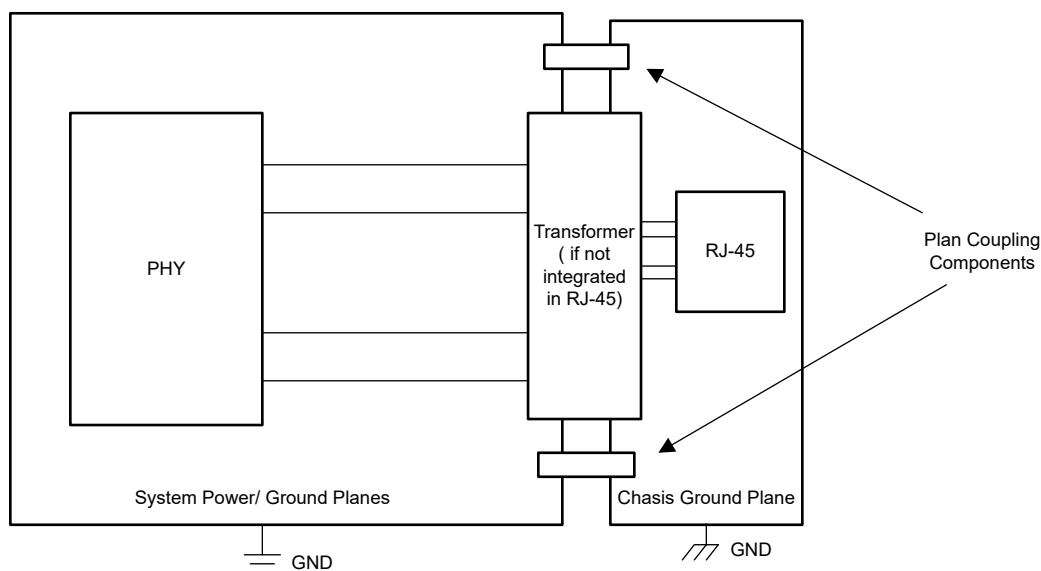 PHY
Transformer
( if not
integrated
in RJ-45)
RJ-45
Plan Coupling
Components
System Power/ Ground Planes
Chasis Ground Plane
GND
GND